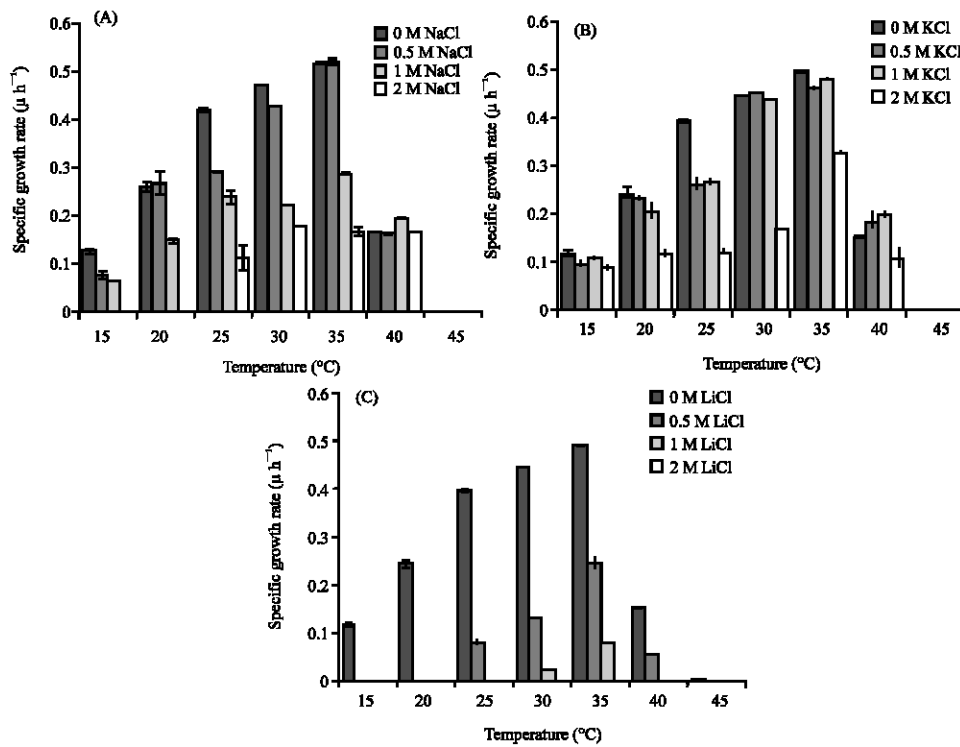 (A)
0 M NaCl
0.5 M NaCl
1 M NaCl
2 M NaCl
Specific growth rate (μ h⁻¹)
0.6
0.5
0.4
0.3
0.2
0.1
0
15 20 25 30 35 40 45
Temperature (°C)
(B)
0 M KCl
0.5 M KCl
1 M KCl
2 M KCl
Specific growth rate (μ h⁻¹)
0.6
0.5
0.4
0.3
0.2
0.1
0
15 20 25 30 35 40 45
Temperature (°C)
(C)
0 M LiCl
0.5 M LiCl
1 M LiCl
2 M LiCl
Specific growth rate (μ h⁻¹)
0.6
0.5
0.4
0.3
0.2
0.1
0
15 20 25 30 35 40 45
Temperature (°C)